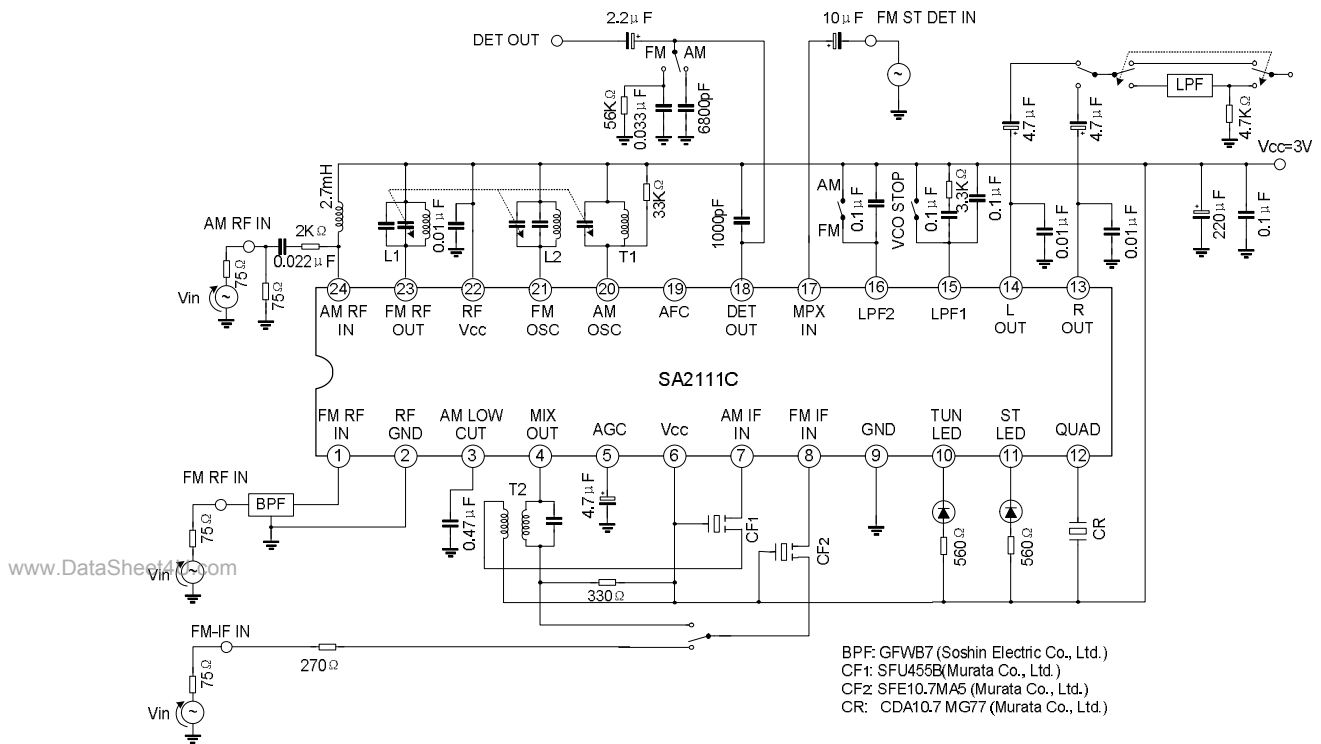 2.2μF
10μF
FM ST DET IN
DET OUT
FM
AM
56KΩ
0.033μF
6800pF
4.7μF
4.7μF
LPF
4.7KΩ
Vcc=3V
2.7mH
AM RF IN
2KΩ
0.022μF
75Ω
75Ω
Vin
L1
0.01μF
L2
T1
33KΩ
1000pF
AM
FM
0.1μF
VCO STOP
0.1μF
3.3KΩ
0.1μF
0.01μF
0.01μF
220μF
0.1μF
24
23
22
21
20
19
18
17
16
15
14
13
AM RF IN
FM RF OUT
RF Vcc
FM OSC
AM OSC
AFC
DET OUT
MPX IN
LPF2
LPF1
L OUT
R OUT
SA2111C
FM RF IN
RF GND
AM LOW CUT
MIX OUT
AGC
Vcc
AM IF IN
FM IF IN
GND
TUN LED
ST LED
QUAD
1
2
3
4
5
6
7
8
9
10
11
12
FM RF IN
BPF
75Ω
Vin
0.47μF
T2
4.7μF
CF1
CF2
560Ω
560Ω
CR
330Ω
www.DataSheet4U.com
FM-IF IN
75Ω
Vin
270Ω
BPF: GFWB7 (Soshin Electric Co., Ltd.)
CF1: SFU455B(Murata Co., Ltd.)
CF2: SFE10.7MA5 (Murata Co., Ltd.)
CR: CDA10.7 MG77 (Murata Co., Ltd.)